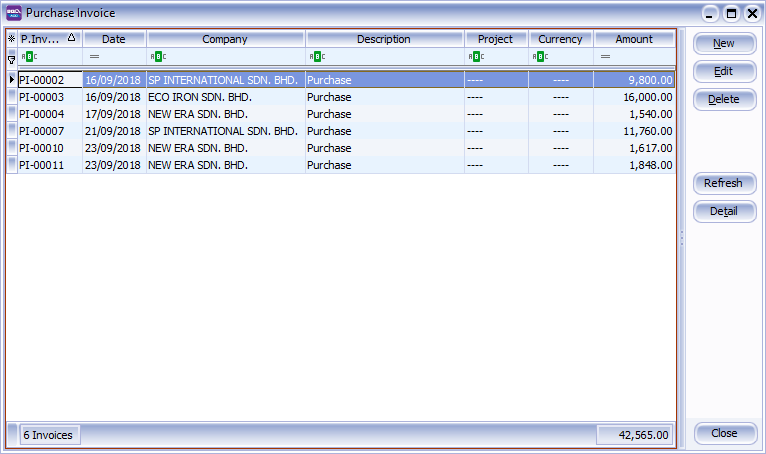 Purchase Invoice
P.Inv... Date Company Description Project Currency Amount
ABC = ABC ABC ABC ABC =
PI-00002 16/09/2018 SP INTERNATIONAL SDN. BHD. Purchase ---- ---- 9,800.00
PI-00003 16/09/2018 ECO IRON SDN. BHD. Purchase ---- ---- 16,000.00
PI-00004 17/09/2018 NEW ERA SDN. BHD. Purchase ---- ---- 1,540.00
PI-00007 21/09/2018 SP INTERNATIONAL SDN. BHD. Purchase ---- ---- 11,760.00
PI-00010 23/09/2018 NEW ERA SDN. BHD. Purchase ---- ---- 1,617.00
PI-00011 23/09/2018 NEW ERA SDN. BHD. Purchase ---- ---- 1,848.00
6 Invoices 42,565.00
New
Edit
Delete
Refresh
Detail
Close